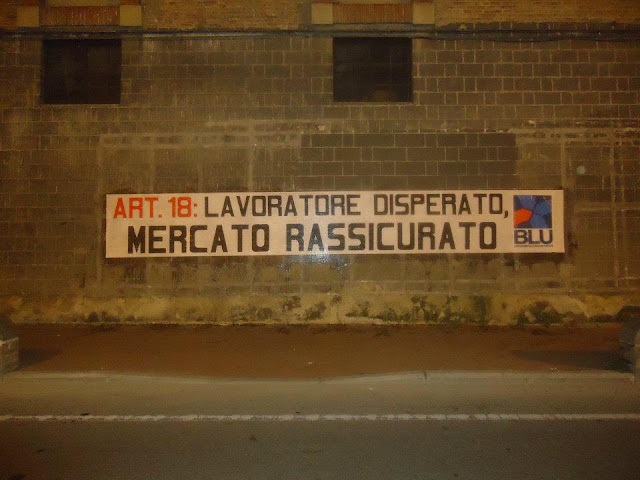 ART. 18: LAVORATORE DISPERATO,
MERCATO RASSICURATO
BLU